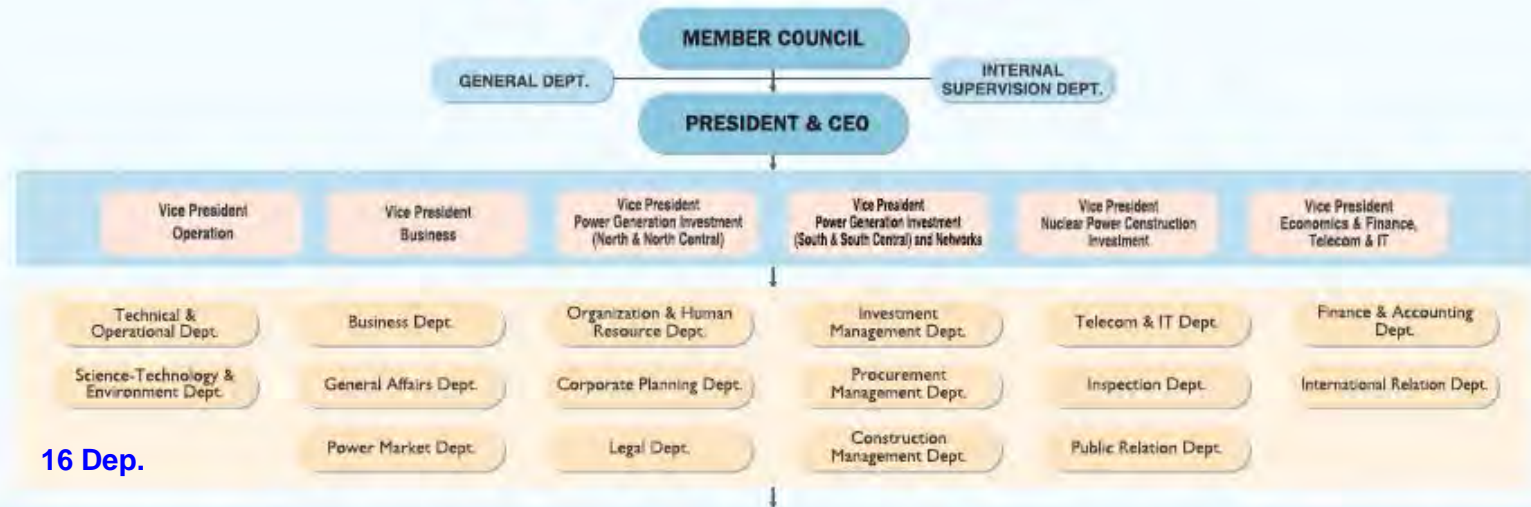 MEMBER COUNCIL
GENERAL DEPT.
INTERNAL
SUPERVISION DEPT.
PRESIDENT & CEO
Vice President
Operation
Vice President
Business
Vice President
Power Generation Investment
(North & North Central)
Vice President
Power Generation Investment
(South & South Central) and Networks
Vice President
Nuclear Power Construction
Investment
Vice President
Economics & Finance,
Telecom & IT
Technical &
Operational Dept.
Business Dept.
Organization & Human
Resource Dept.
Investment
Management Dept.
Telecom & IT Dept.
Finance & Accounting
Dept.
Science-Technology &
Environment Dept.
General Affairs Dept.
Corporate Planning Dept.
Procurement
Management Dept.
Inspection Dept.
International Relation Dept.
Power Market Dept.
Legal Dept.
Construction
Management Dept.
Public Relation Dept.
16 Dep.